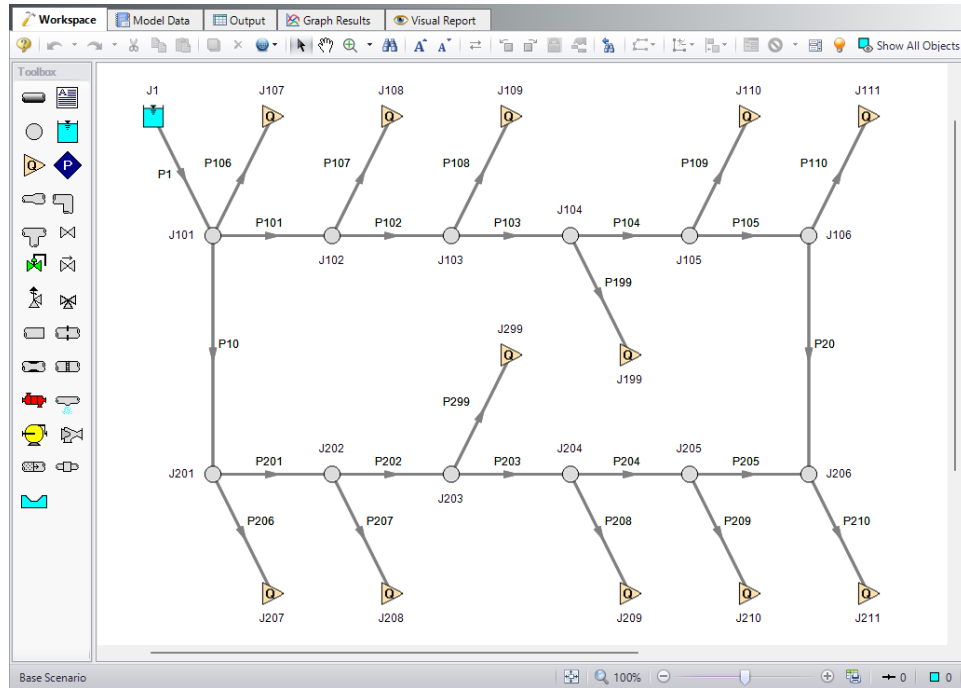 Workspace Model Data Output Graph Results Visual Report
A A Show All Objects
Toolbox
J1 J107 J108 J109 J110 J111
A
Q Q Q Q Q
Q P
P1 P106 P107 P108 P109 P110
J104
J101 P101 P102 P103 P104 P105 J106
J102 J103 J105
P199
J299
P10 Q Q P20
J199
P299
J202 J204 J205
J201 P201 P202 P203 P204 P205 J206
J203
P206 P207 P208 P209 P210
Q Q Q Q Q
J207 J208 J209 J210 J211
Base Scenario 100% 0 0